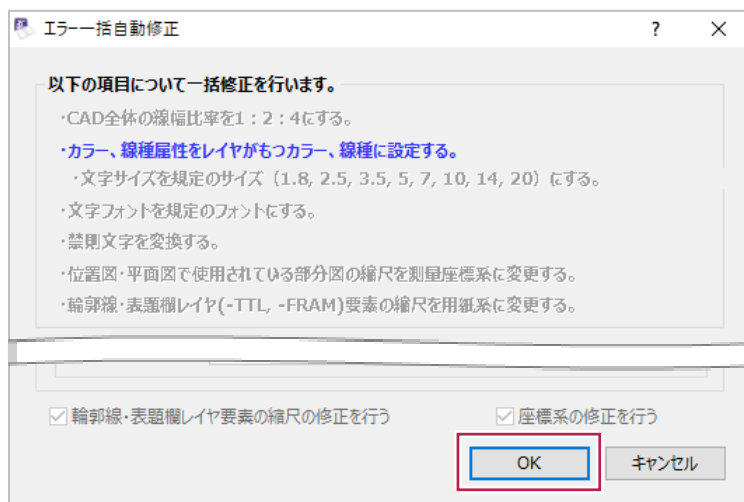 エラー一括自動修正
?
以下の項目について一括修正を行います。
・CAD全体の線幅比率を1：2：4にする。
・カラー、線種属性をレイヤがもつカラー、線種に設定する。
・文字サイズを規定のサイズ（1.8, 2.5, 3.5, 5, 7, 10, 14, 20）にする。
・文字フォントを規定のフォントにする。
・禁則文字を変換する。
・位置図・平面図で使用されている部分図の縮尺を測量座標系に変更する。
・輪郭線・表題欄レイヤ(-TTL, -FRAM)要素の縮尺を用紙系に変更する。
輪郭線・表題欄レイヤ要素の縮尺の修正を行う 座標系の修正を行う
OK キャンセル